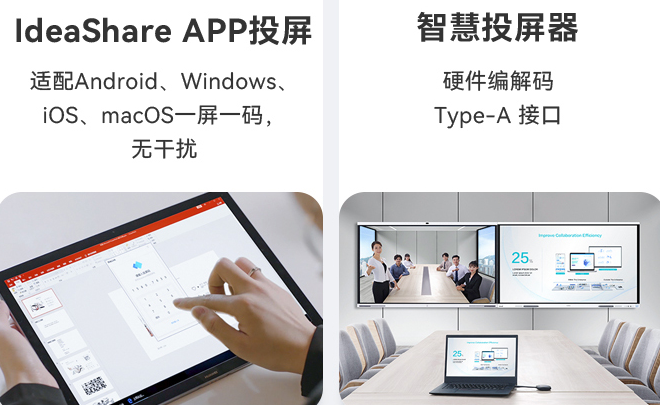 IdeaShare APP投屏
适配Android、Windows、
iOS、macOS一屏一码，
无干扰
智慧投屏器
硬件编解码
Type-A 接口
Improve Collaboration Efficiency
25%
25%